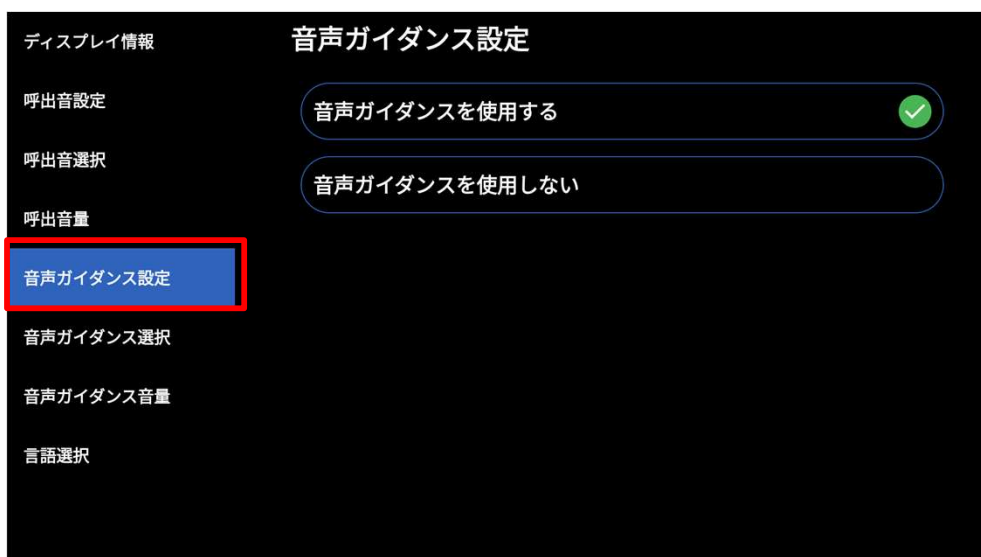 ディスプレイ情報
呼出音設定
呼出音選択
呼出音量
音声ガイダンス設定
音声ガイダンス選択
音声ガイダンス音量
言語選択
音声ガイダンス設定
音声ガイダンスを使用する
音声ガイダンスを使用しない